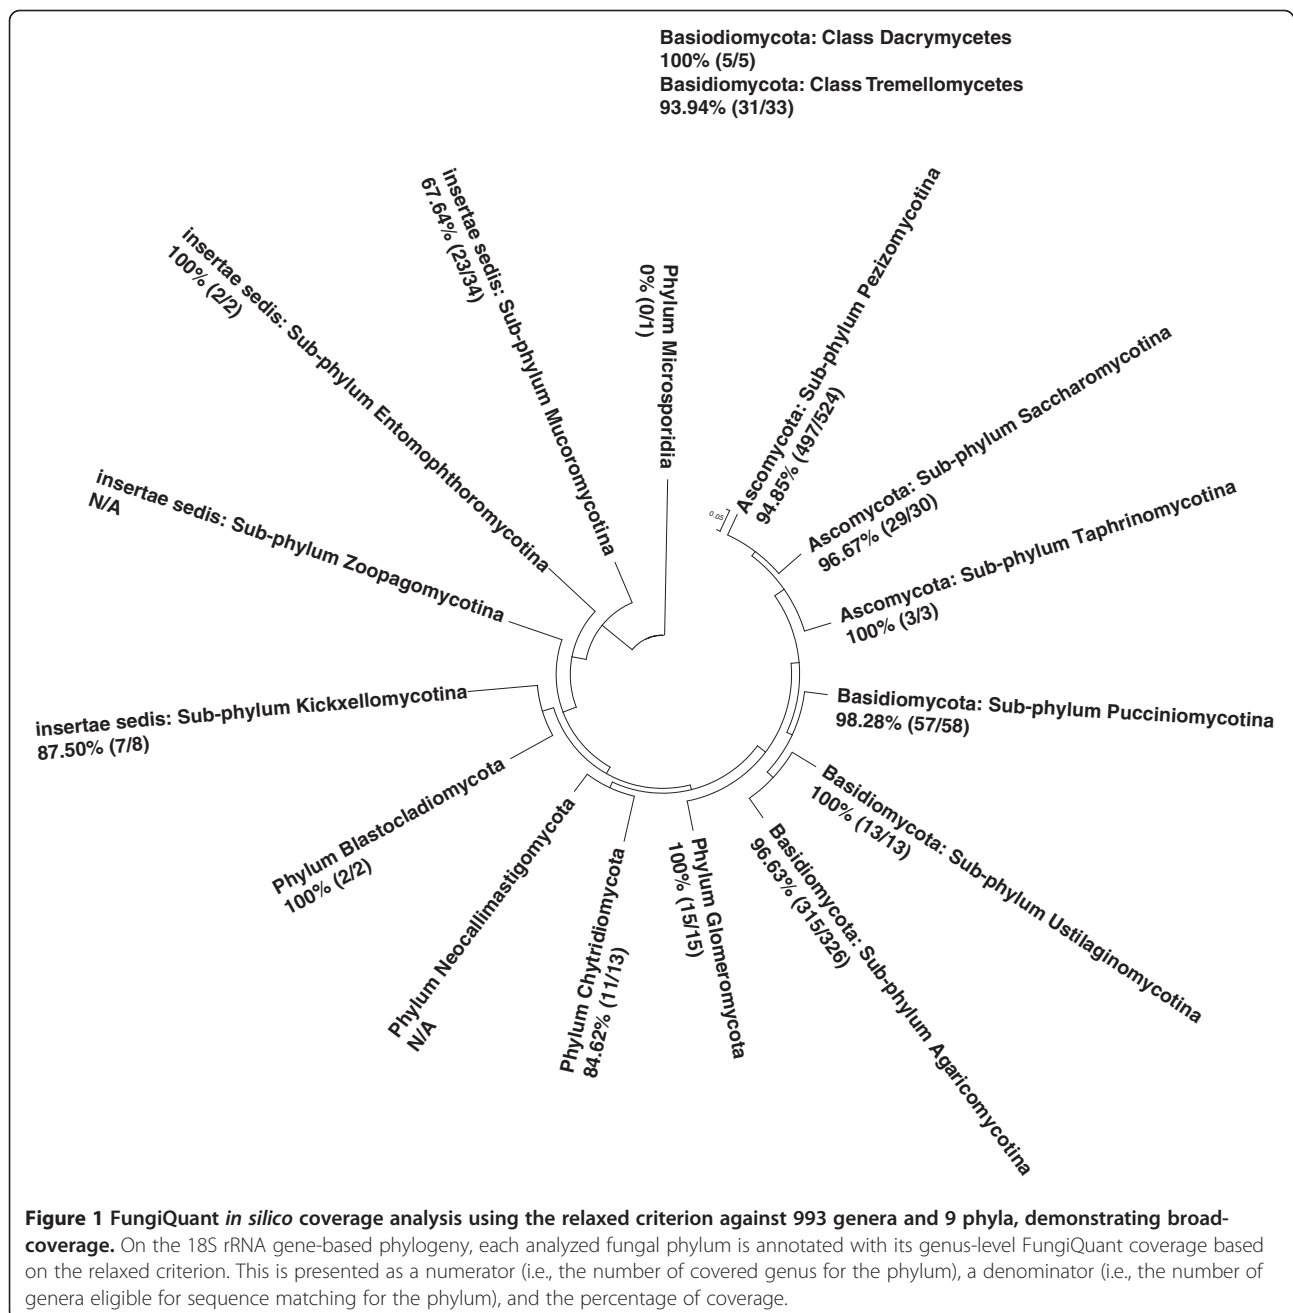 Basiodiomycota: Class Dacrymycetes
100% (5/5)
Basidiomycota: Class Tremellomycetes
93.94% (31/33)
Phylum Microsporidia
0% (0/1)
Ascomycota: Sub-phylum Pezizomycotina
94.85% (497/524)
0.05
Ascomycota: Sub-phylum Saccharomycotina
96.67% (29/30)
Ascomycota: Sub-phylum Taphrinomycotina
100% (3/3)
Basidiomycota: Sub-phylum Pucciniomycotina
98.28% (57/58)
Basidiomycota: Sub-phylum Ustilaginomycotina
100% (13/13)
Basidiomycota: Sub-phylum Agaricomycotina
96.63% (315/326)
Phylum Glomeromycota
100% (15/15)
Phylum Chytridiomycota
84.62% (11/13)
Phylum Neocallimastigomycota
N/A
Phylum Blastocladiomycota
100% (2/2)
insertae sedis: Sub-phylum Kickxellomycotina
87.50% (7/8)
insertae sedis: Sub-phylum Zoopagomycotina
N/A
insertae sedis: Sub-phylum Entomophthoromycotina
100% (2/2)
insertae sedis: Sub-phylum Mucoromycotina
67.64% (23/34)
Figure 1 FungiQuant in silico coverage analysis using the relaxed criterion against 993 genera and 9 phyla, demonstrating broad-
coverage. On the 18S rRNA gene-based phylogeny, each analyzed fungal phylum is annotated with its genus-level FungiQuant coverage based
on the relaxed criterion. This is presented as a numerator (i.e., the number of covered genus for the phylum), a denominator (i.e., the number of
genera eligible for sequence matching for the phylum), and the percentage of coverage.